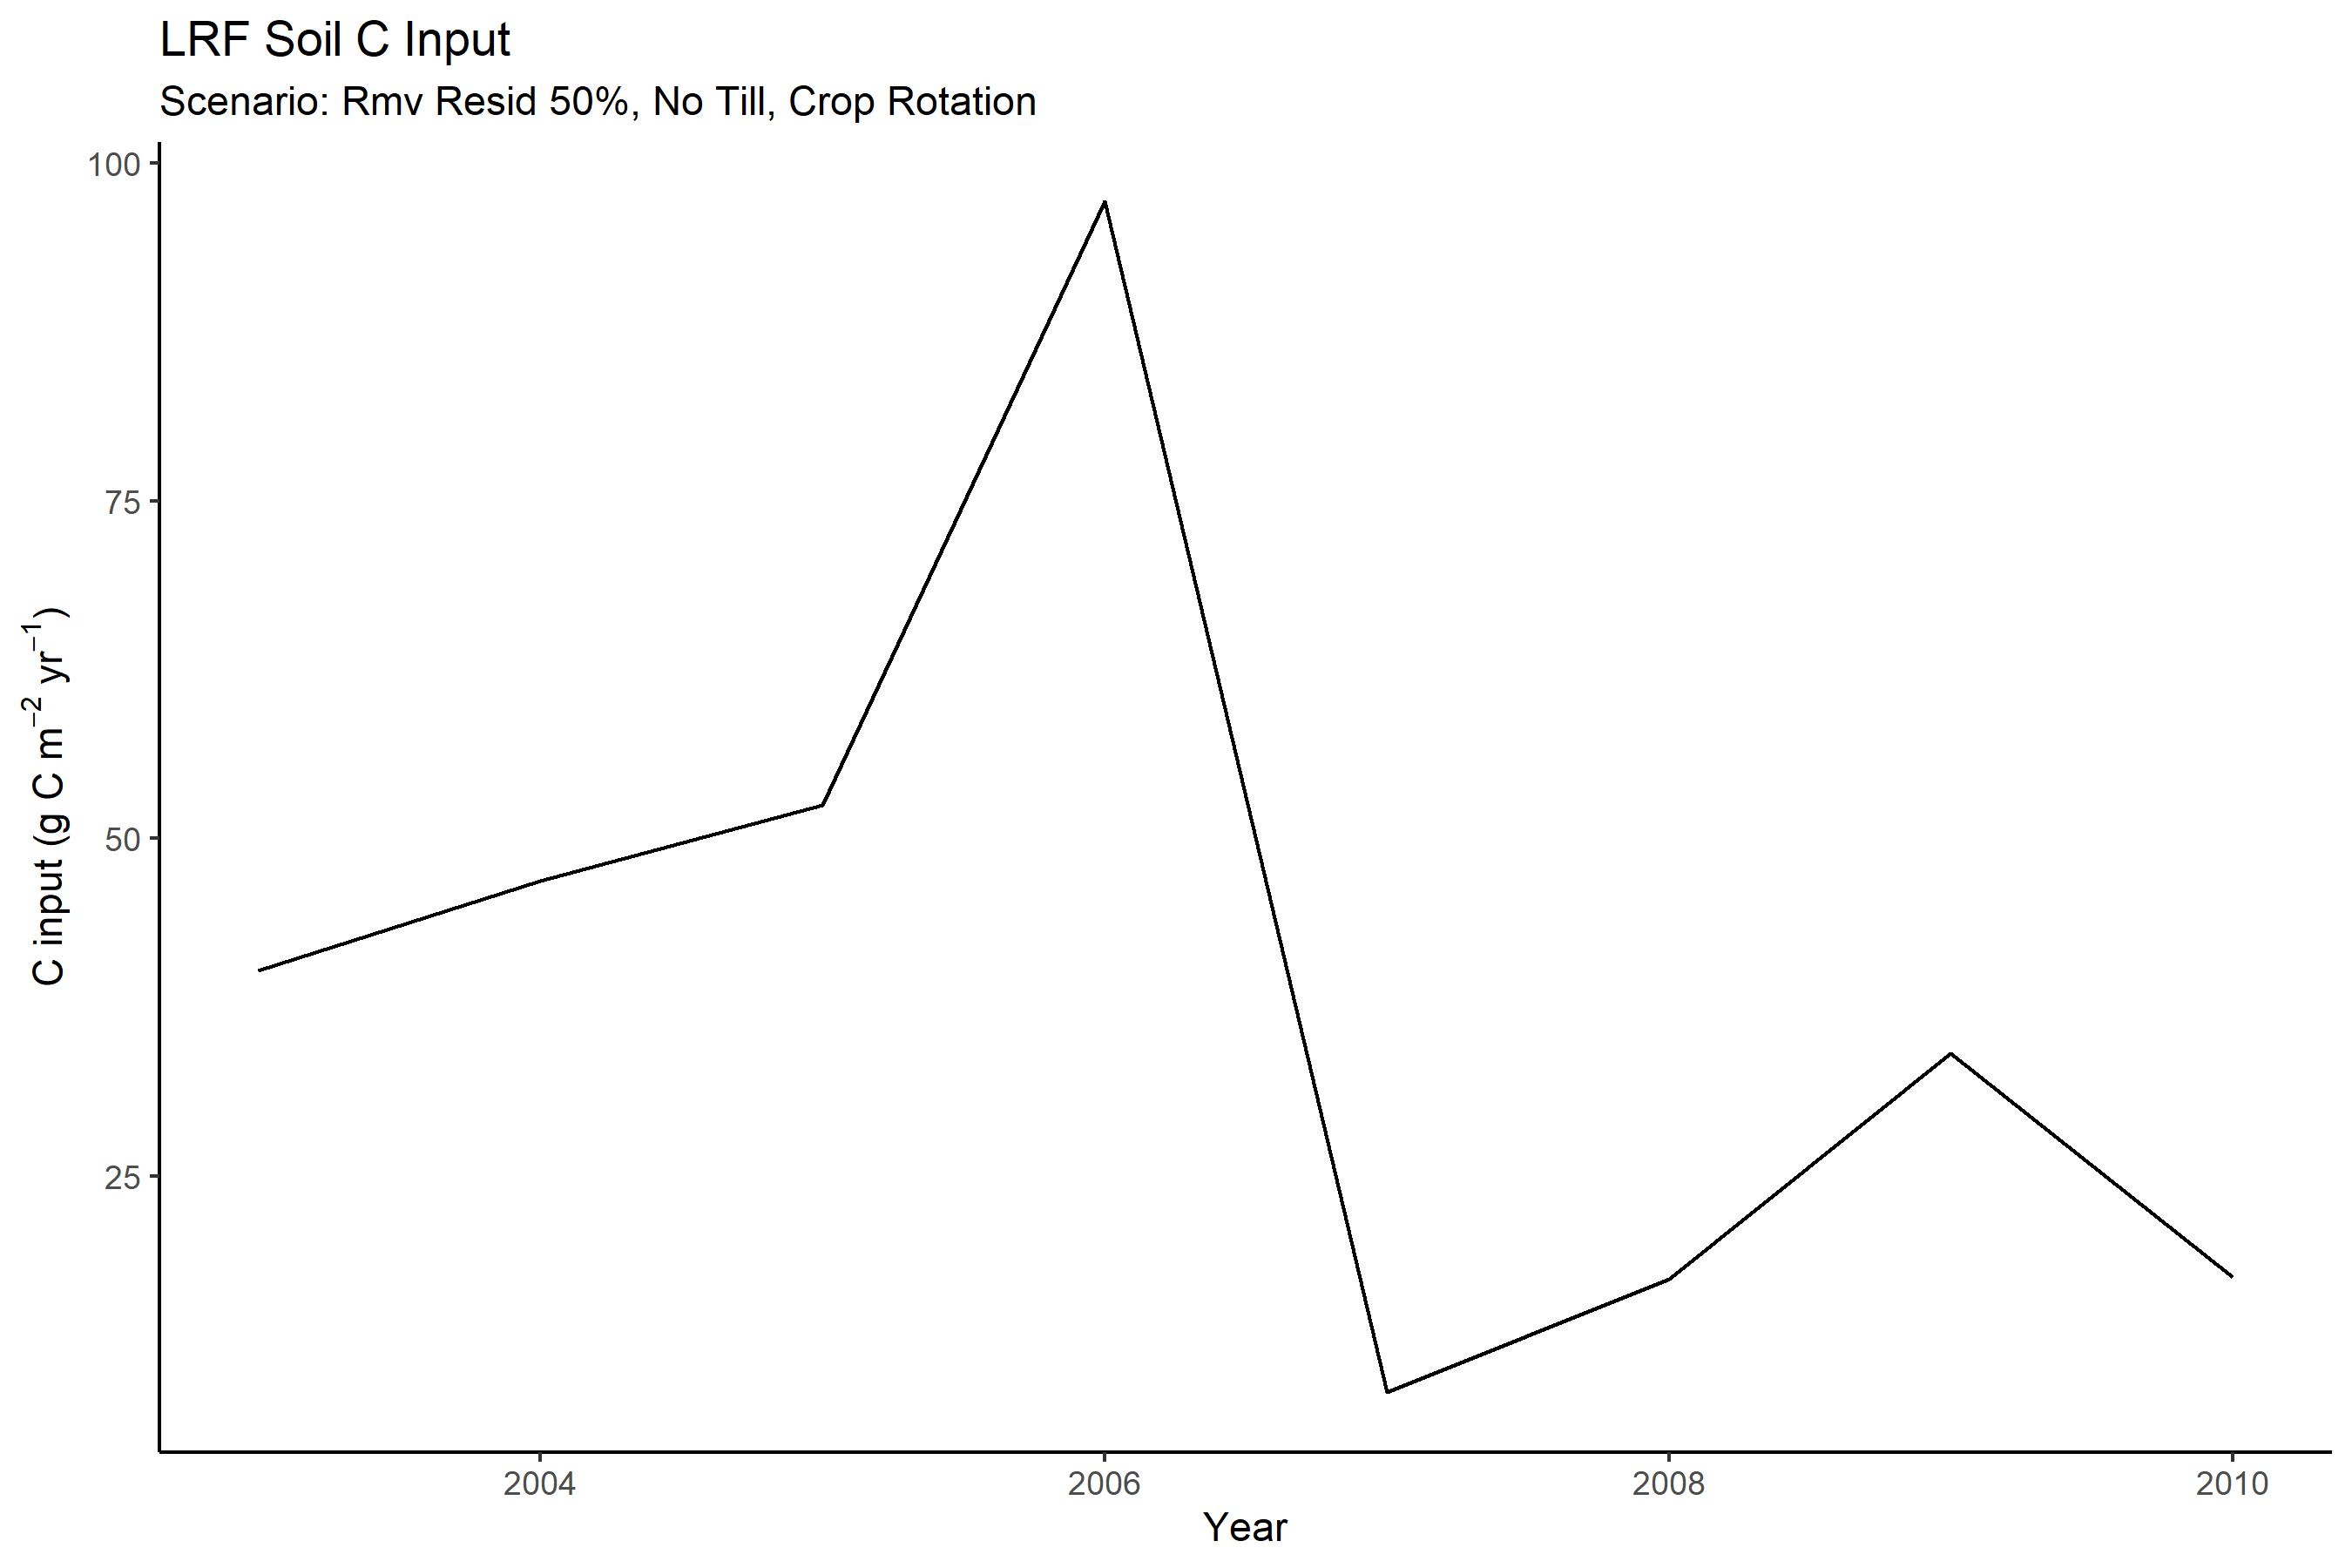 LRF Soil C Input
Scenario: Rmv Resid 50%, No Till, Crop Rotation
100
75
50
25
C input (g C m⁻² yr⁻¹)
2004 2006 2008 2010
Year